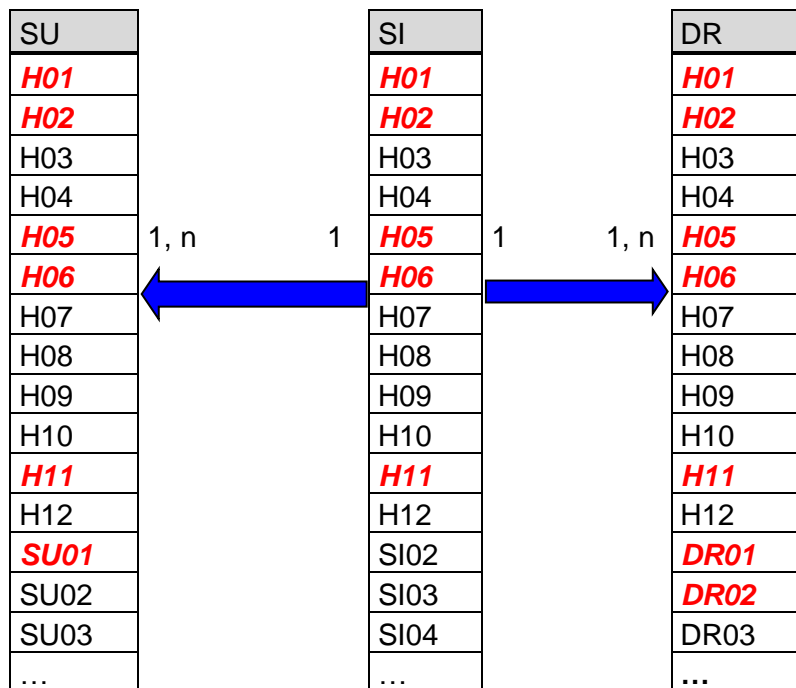 SU SI DR
H01 H01 H01
H02 H02 H02
H03 H03 H03
H04 H04 H04
H05 1, n 1 H05 1 1, n H05
H06 H06 H06
H07 H07 H07
H08 H08 H08
H09 H09 H09
H10 H10 H10
H11 H11 H11
H12 H12 H12
SU01 SI02 DR01
SU02 SI03 DR02
SU03 SI04 DR03
… … …